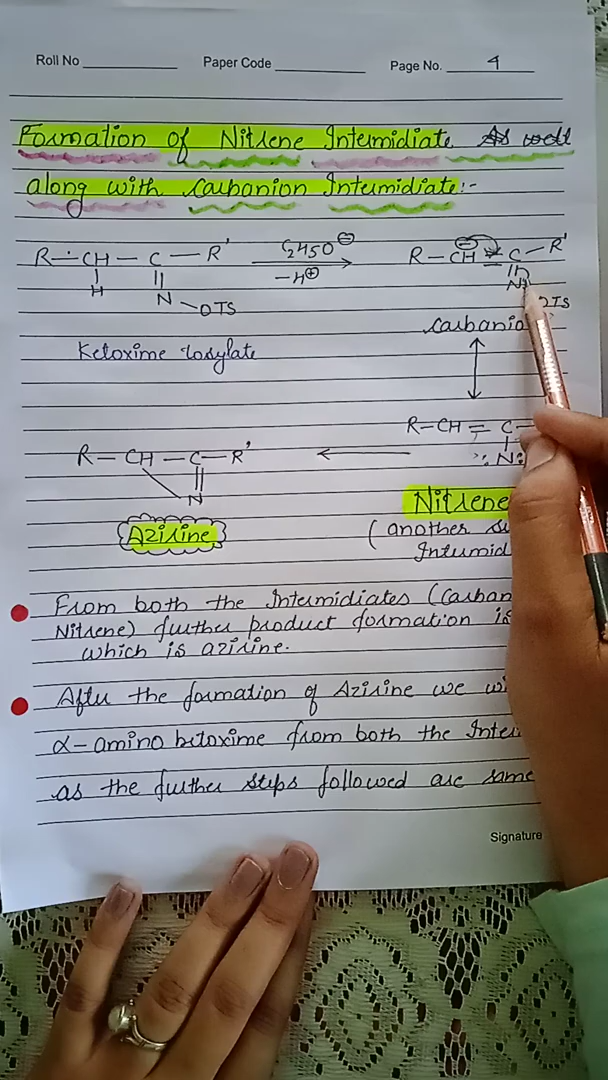 Roll No Paper Code Page No. 4
Formation of Nitrene Intermidiate As well
along with Carbanion Intermidiate:-
R - CH - C - R' C2H5O⊖ R - CH - C - R'
-H⊕
H N - OTS N OTS
Ketoxime tosylate Carbanio
R - CH = C -
R - CH - C - R' :N:
N
Azirine Nitrene
(another
Intermid
From both the Intermidiates (Carban
Nitrene) further product formation is
which is azirine.
After the formation of Azirine we
α-amino ketoxime from both the Inter
as the further steps followed are same
Signature